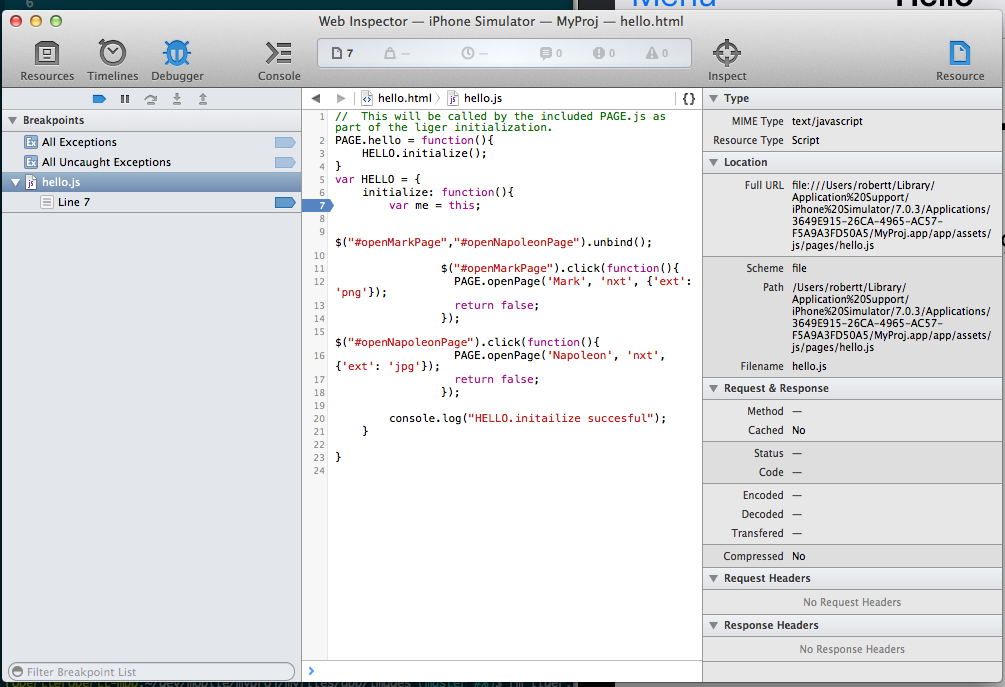 6
Menu
Hello
Web Inspector — iPhone Simulator — MyProj — hello.html
Resources
Timelines
Debugger
Console
7
—
—
0
0
0
Inspect
Resource
Breakpoints
Ex All Exceptions
Ex All Uncaught Exceptions
hello.js
Line 7
Filter Breakpoint List
hello.html
hello.js
{}
1 //  This will be called by the included PAGE.js as
part of the liger initialization.
2 PAGE.hello = function(){
3     HELLO.initialize();
4 }
5 var HELLO = {
6     initialize: function(){
7         var me = this;
8
9
$("#openMarkPage","#openNapoleonPage").unbind();
10
11                 $("#openMarkPage").click(function(){
12                   PAGE.openPage('Mark', 'nxt', {'ext':
'png'});
13                   return false;
14                 });
15
$("#openNapoleonPage").click(function(){
16                   PAGE.openPage('Napoleon', 'nxt',
{'ext': 'jpg'});
17                   return false;
18                 });
19
20         console.log("HELLO.initailize succesful");
21     }
22
23 }
24
Type
MIME Type text/javascript
Resource Type Script
Location
Full URL file:///Users/robertt/Library/
Application%20Support/
iPhone%20Simulator/7.0.3/Applications/
3649E915-26CA-4965-AC57-
F5A9A3FD50A5/MyProj.app/app/assets/
js/pages/hello.js
Scheme file
Path /Users/robertt/Library/
Application%20Support/
iPhone%20Simulator/7.0.3/Applications/
3649E915-26CA-4965-AC57-
F5A9A3FD50A5/MyProj.app/app/assets/
js/pages/hello.js
Filename hello.js
Request & Response
Method —
Cached No
Status —
Code —
Encoded —
Decoded —
Transfered —
Compressed No
Request Headers
No Request Headers
Response Headers
No Response Headers